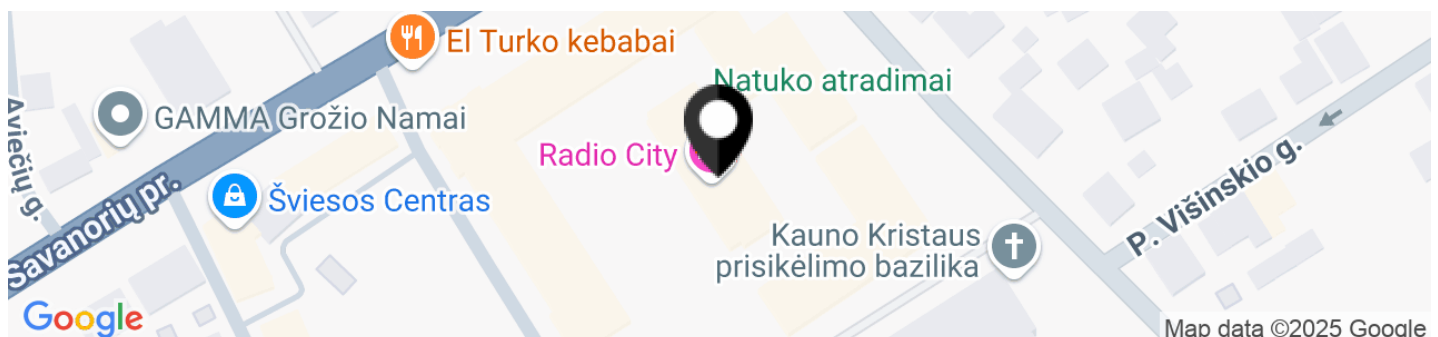 El Turko kebabai
Natuko atradimai
GAMMA Grožio Namai
Aviečių g.
Radio City
Šviesos Centras
Savanorių pr.
P. Višinskio g.
Kauno Kristaus
prisikėlimo bazilika
Google
Map data ©2025 Google